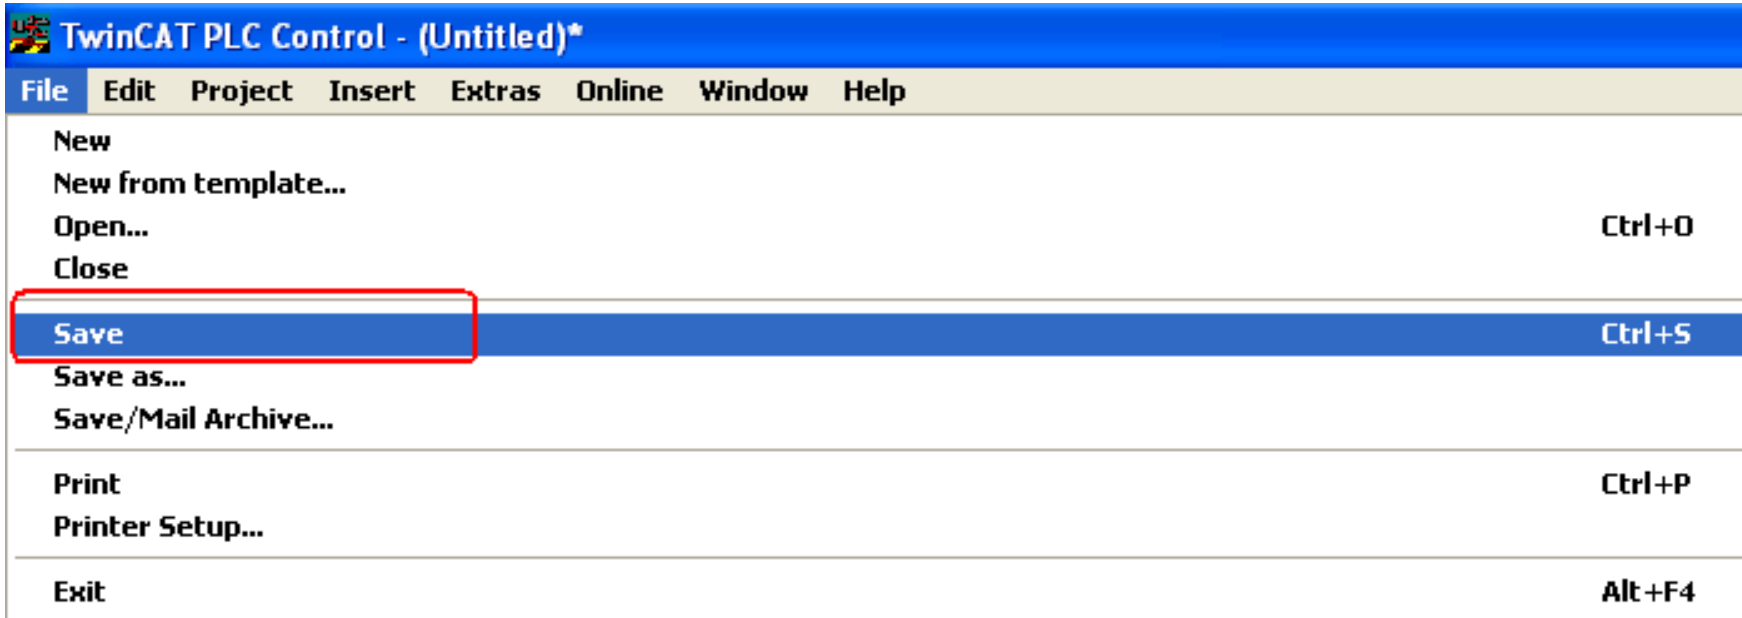 TwinCAT PLC Control - (Untitled)*
File Edit Project Insert Extras Online Window Help
New
New from template...
Open... Ctrl+O
Close
Save Ctrl+S
Save as...
Save/Mail Archive...
Print Ctrl+P
Printer Setup...
Exit Alt+F4